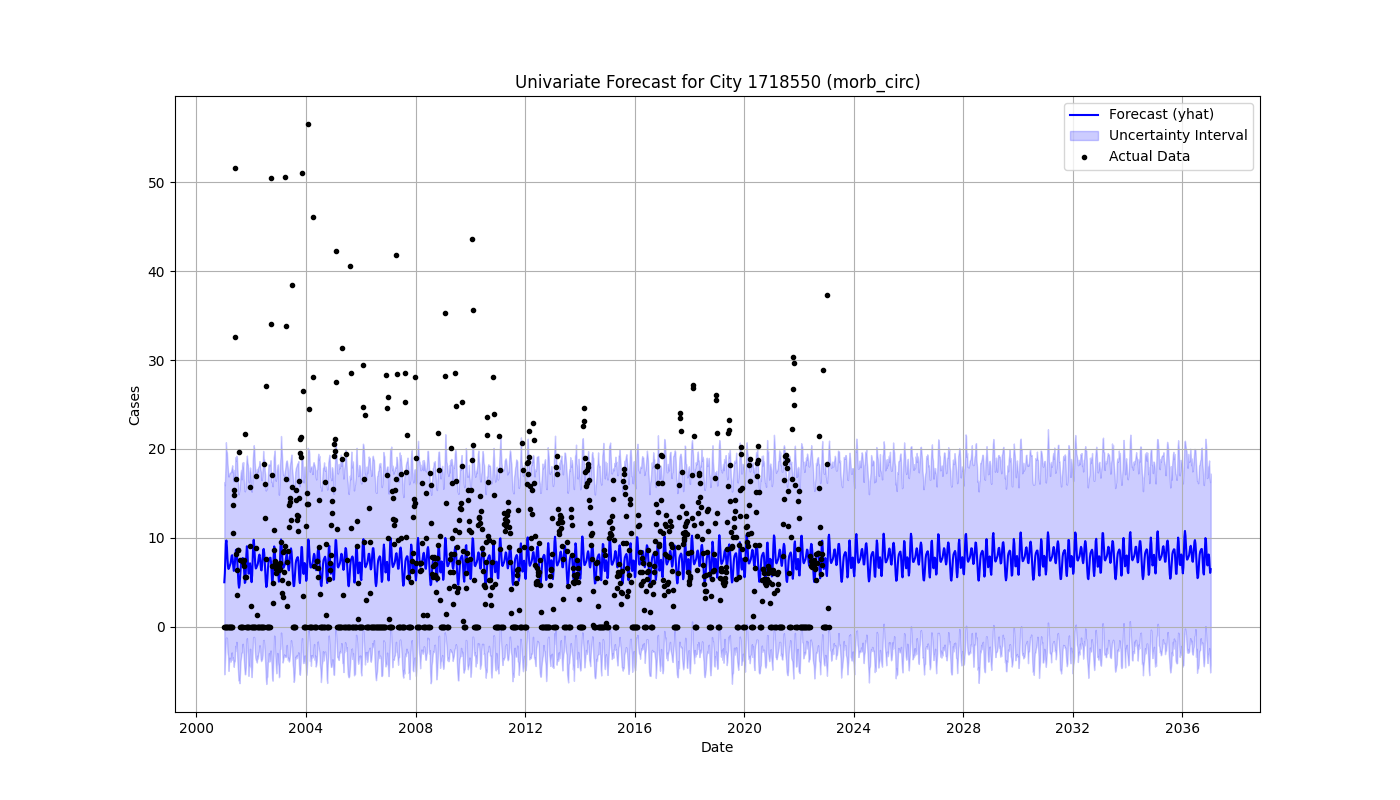 Univariate Forecast for City 1718550 (morb_circ)
Forecast (yhat)
Uncertainty Interval
Actual Data
Cases
50
40
30
20
10
0
2000 2004 2008 2012 2016 2020 2024 2028 2032 2036
Date